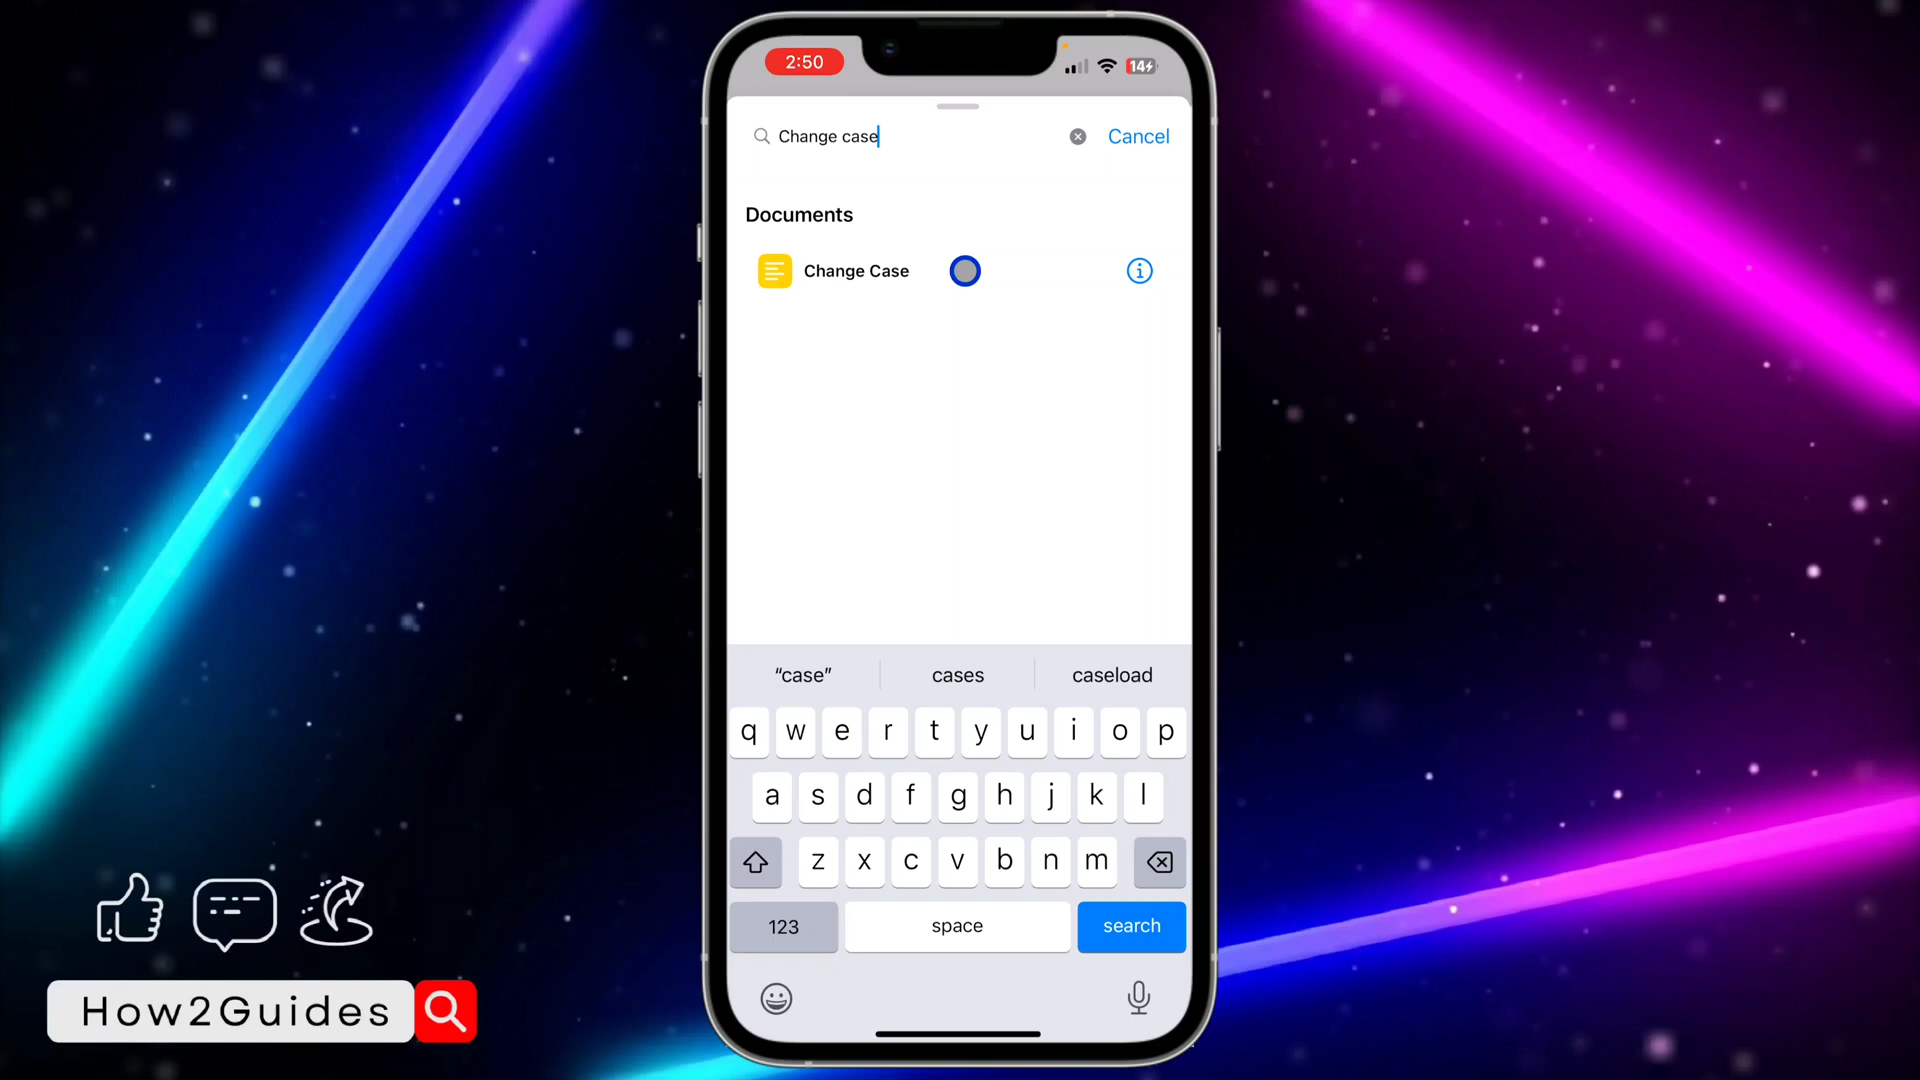 2:50
14
Change case
Cancel
Documents
Change Case
“case” cases caseload
q w e r t y u i o p
a s d f g h j k l
z x c v b n m
123 space search
How2Guides